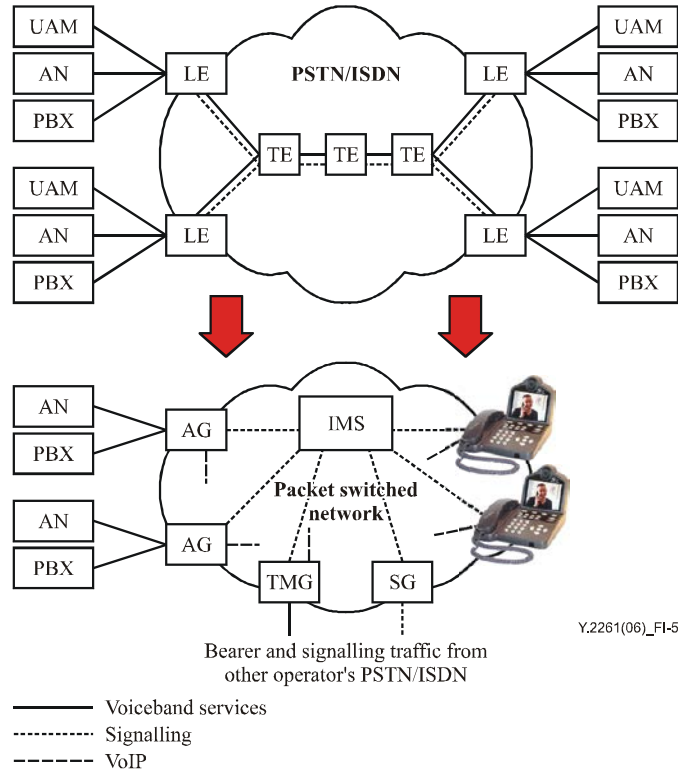 UAM
UAM
LE
PSTN/ISDN
LE
AN
AN
PBX
PBX
TE
TE
TE
UAM
UAM
AN
LE
LE
AN
PBX
PBX
AN
AG
IMS
PBX
Packet switched
network
AN
AG
PBX
TMG
SG
Y.2261(06)_FI-5
Bearer and signalling traffic from
other operator's PSTN/ISDN
Voiceband services
Signalling
VoIP